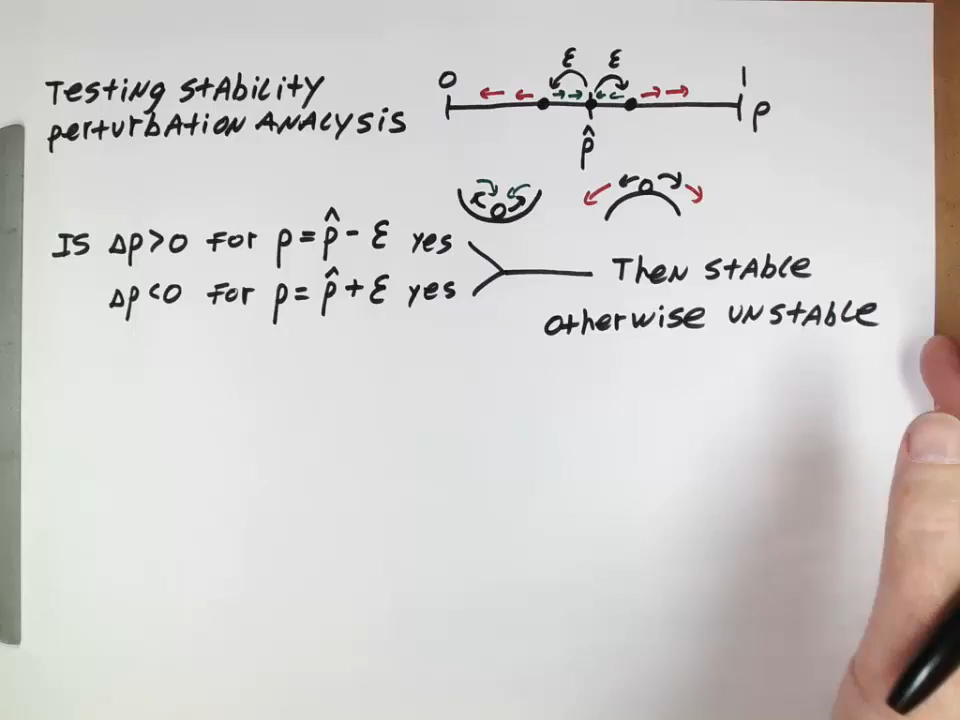 Testing Stability
perturbation Analysis
0 ε ε 1
p
p̂
Is Δp>0 for p=p̂-ε yes
Δp<0 for p=p̂+ε yes
Then Stable
otherwise unstable